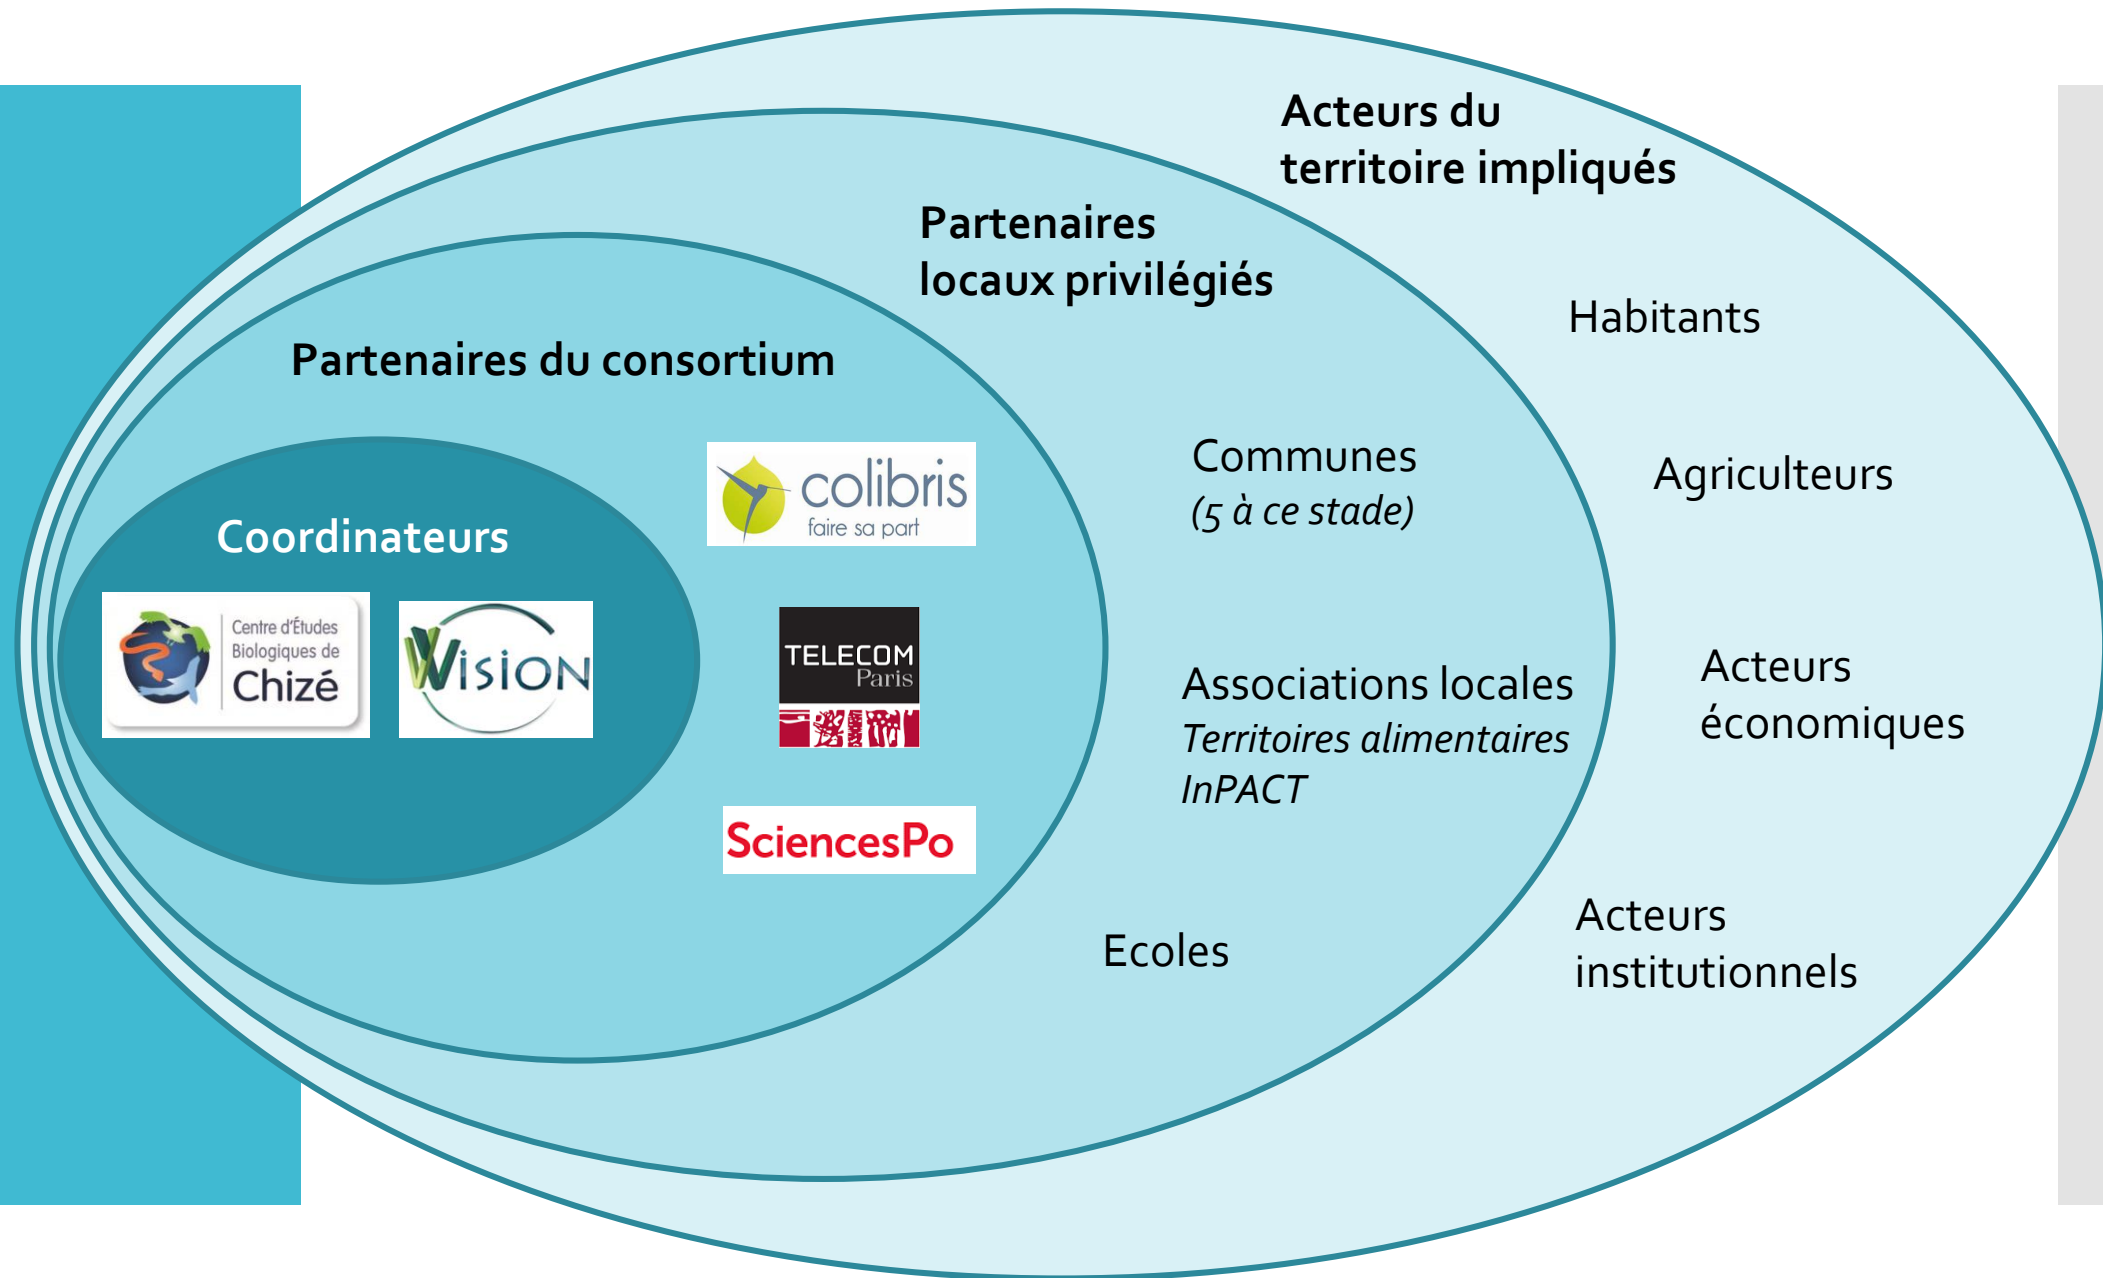 Acteurs du
territoire impliqués
Partenaires
locaux privilégiés
Habitants
Partenaires du consortium
Communes
(5 à ce stade)
Agriculteurs
colibris
faire sa part
Coordinateurs
Centre d'Études
Biologiques de
Chizé
Vision
TELECOM
Paris
Associations locales
Territoires alimentaires
InPACT
Acteurs
économiques
SciencesPo
Ecoles
Acteurs
institutionnels